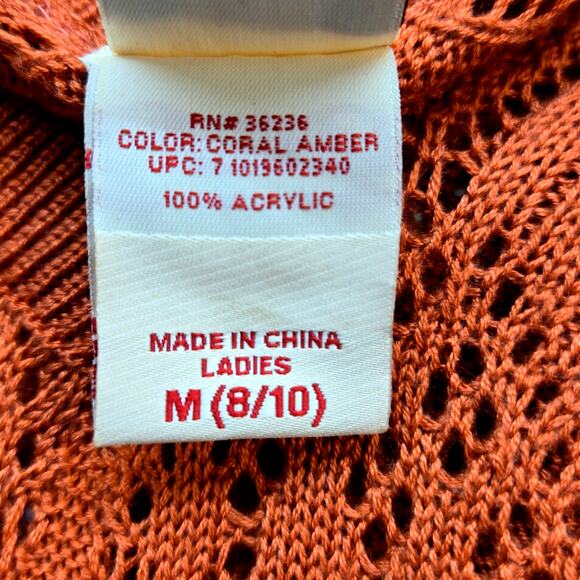 RN# 36236
COLOR: CORAL AMBER
UPC: 7 1019602340
100% ACRYLIC
MADE IN CHINA
LADIES
M (8/10)